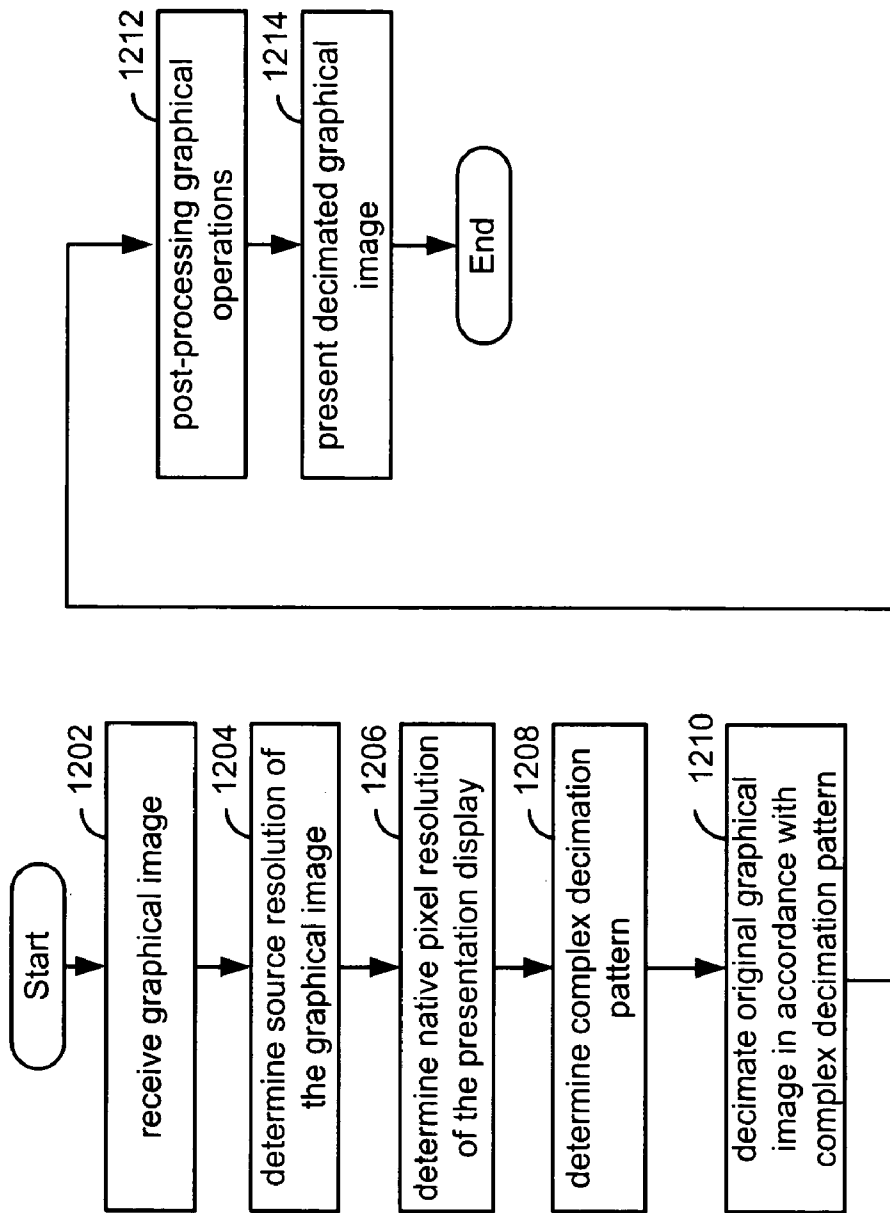 Start
1202
receive graphical image
1204
determine source resolution of
the graphical image
1206
determine native pixel resolution
of the presentation display
1208
determine complex decimation
pattern
1210
decimate original graphical
image in accordance with
complex decimation pattern
1212
post-processing graphical
operations
1214
present decimated graphical
image
End